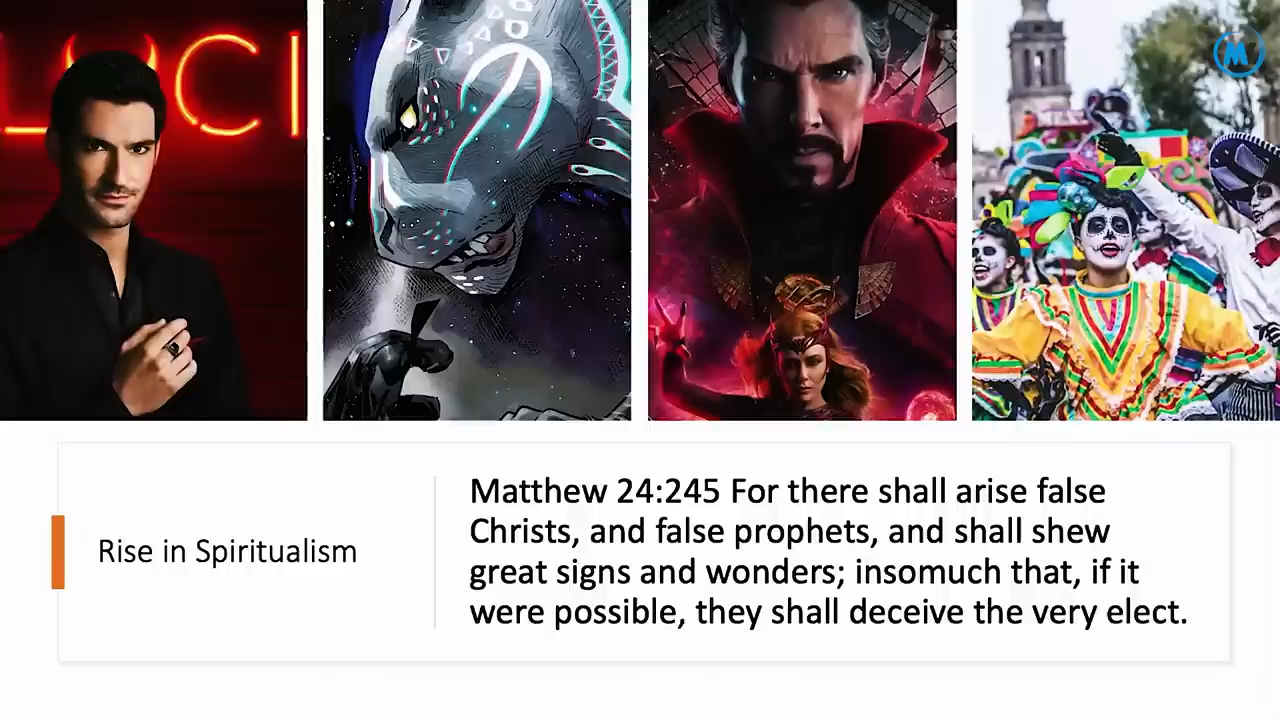 LUCI
M
Rise in Spiritualism
Matthew 24:245 For there shall arise false
Christs, and false prophets, and shall shew
great signs and wonders; insomuch that, if it
were possible, they shall deceive the very elect.